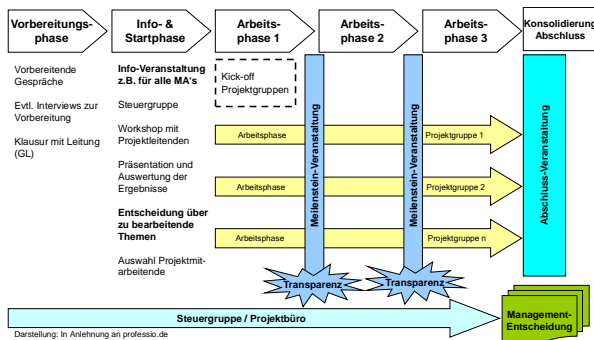 Vorbereitungs-
phase
Info- &
Startphase
Arbeits-
phase 1
Arbeits-
phase 2
Arbeits-
phase 3
Konsolidierung
Abschluss
Vorbereitende
Gespräche
Evtl. Interviews zur
Vorbereitung
Klausur mit Leitung
(GL)
Info-Veranstaltung
z.B. für alle MA's
Steuergruppe
Workshop mit
Projektleitenden
Präsentation und
Auswertung der
Ergebnisse
Entscheidung über
zu bearbeitende
Themen
Auswahl Projektmit-
arbeitende
Kick-off
Projektgruppen
Arbeitsphase
Projektgruppe 1
Arbeitsphase
Projektgruppe 2
Arbeitsphase
Projektgruppe n
Meilenstein-Veranstaltung
Meilenstein-Veranstaltung
Abschluss-Veranstaltung
Transparenz
Transparenz
Steuergruppe / Projektbüro
Management-
Entscheidung
Darstellung: In Anlehnung an professio.de